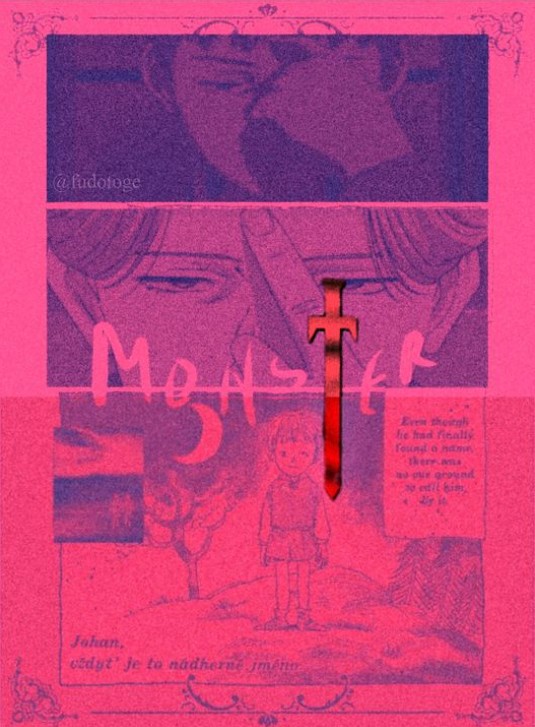 @fudotoge
MONSTER
Even though
he had finally
found a name,
there was
no one around
to call him
by it.
Johan,
vždyt' je to nádherné jméno